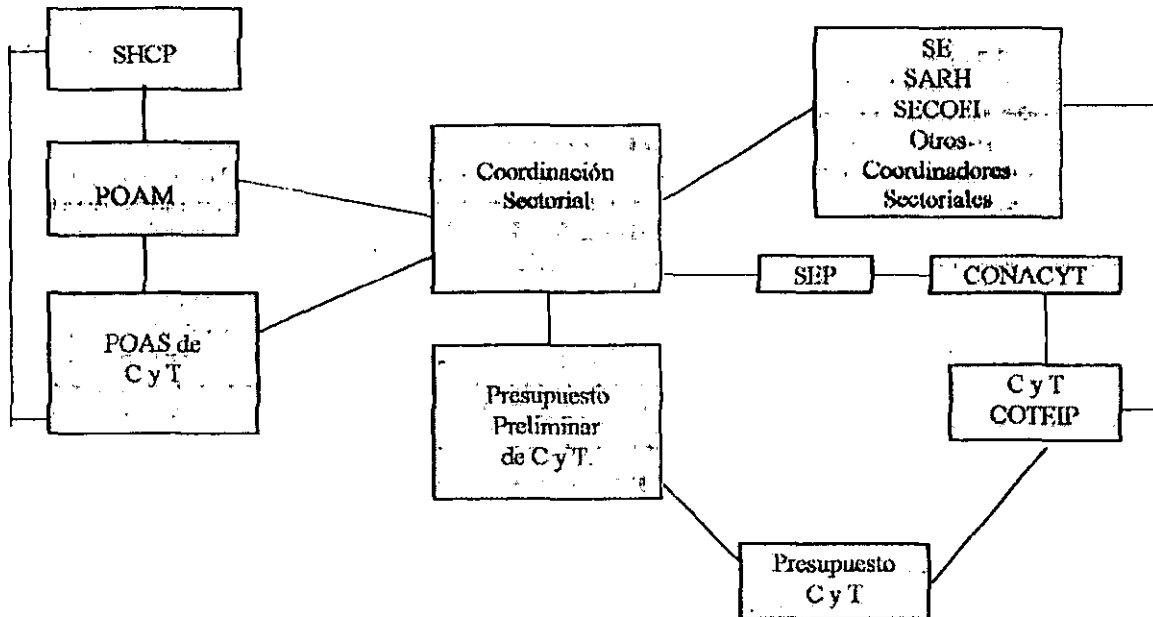 SHCP
POAM
POAS de
C y T
Coordinación
Sectorial
Presupuesto
Preliminar
de C y T.
SE
SARH
SECOFI
Otros
Coordinadores
Sectoriales
SEP
CONACYT
C y T
COTEIP
Presupuesto
C y T